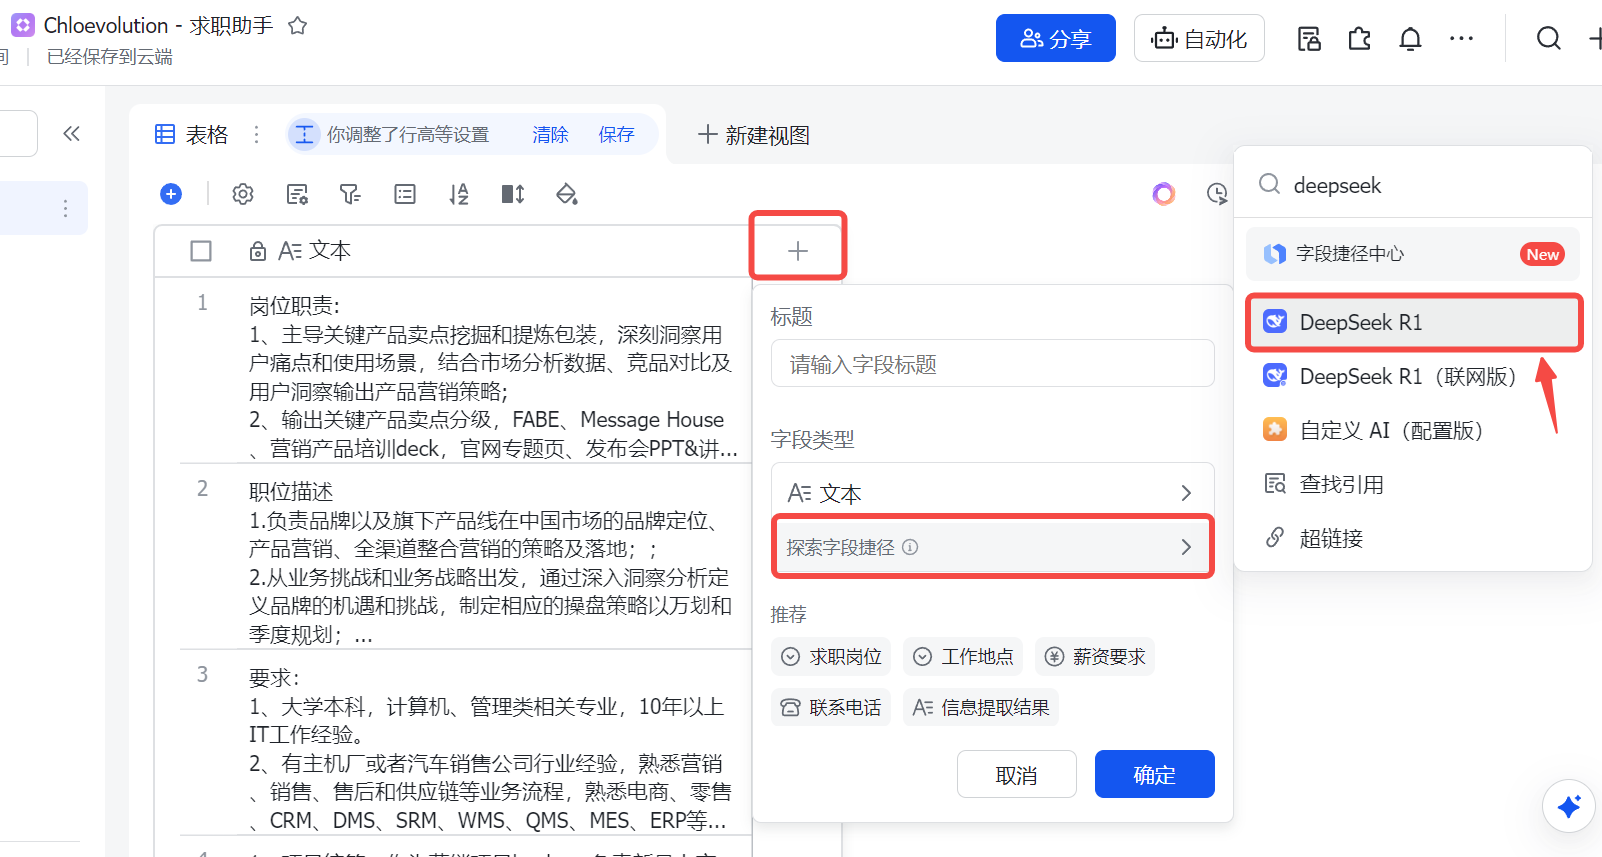 Chloevolution - 求职助手
已经保存到云端
分享
自动化
表格
你调整了行高等设置
清除
保存
新建视图
文本
1
岗位职责:
1、主导关键产品卖点挖掘和提炼包装，深刻洞察用
户痛点和使用场景，结合市场分析数据、竞品对比及
用户洞察输出产品营销策略;
2、输出关键产品卖点分级，FABE、Message House
、营销产品培训deck，官网专题页、发布会PPT&讲...
2
职位描述
1.负责品牌以及旗下产品线在中国市场的品牌定位、
产品营销、全渠道整合营销的策略及落地；;
2.从业务挑战和业务战略出发，通过深入洞察分析定
义品牌的机遇和挑战，制定相应的操盘策略以万划和
季度规划；...
3
要求:
1、大学本科，计算机、管理类相关专业，10年以上
IT工作经验。
2、有主机厂或者汽车销售公司行业经验，熟悉营销
、销售、售后和供应链等业务流程，熟悉电商、零售
、CRM、DMS、SRM、WMS、QMS、MES、ERP等...
标题
请输入字段标题
字段类型
文本
探索字段捷径
推荐
求职岗位
工作地点
薪资要求
联系电话
信息提取结果
取消
确定
deepseek
字段捷径中心
New
DeepSeek R1
DeepSeek R1（联网版）
自定义 AI（配置版）
查找引用
超链接